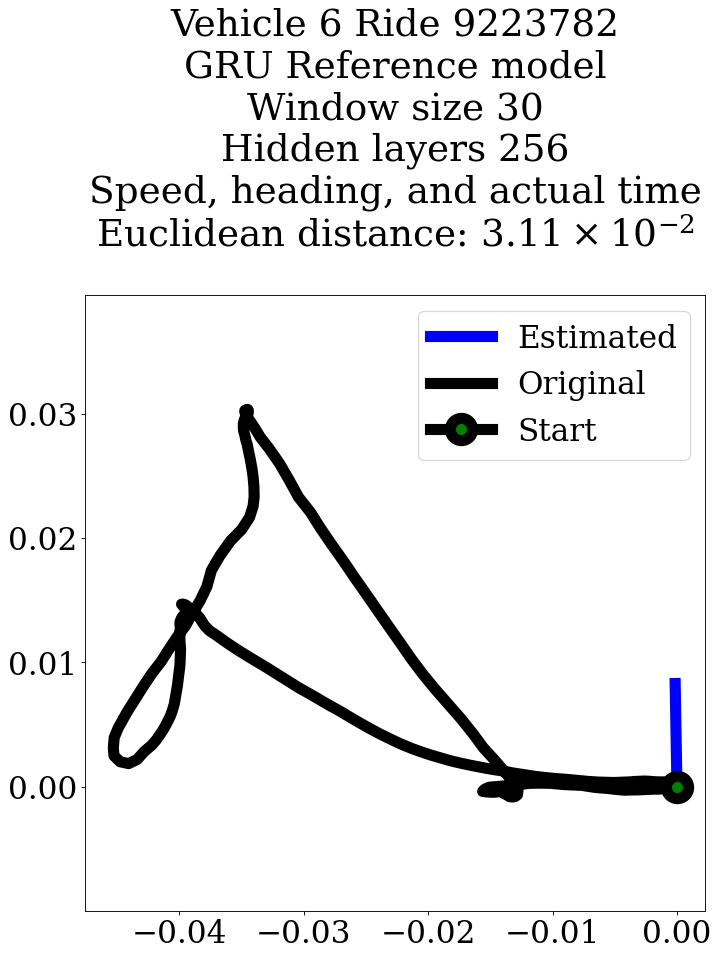 Vehicle 6 Ride 9223782
GRU Reference model
Window size 30
Hidden layers 256
Speed, heading, and actual time
Euclidean distance: 3.11 × 10⁻²
Estimated
Original
Start
0.03
0.02
0.01
0.00
−0.04 −0.03 −0.02 −0.01 0.00